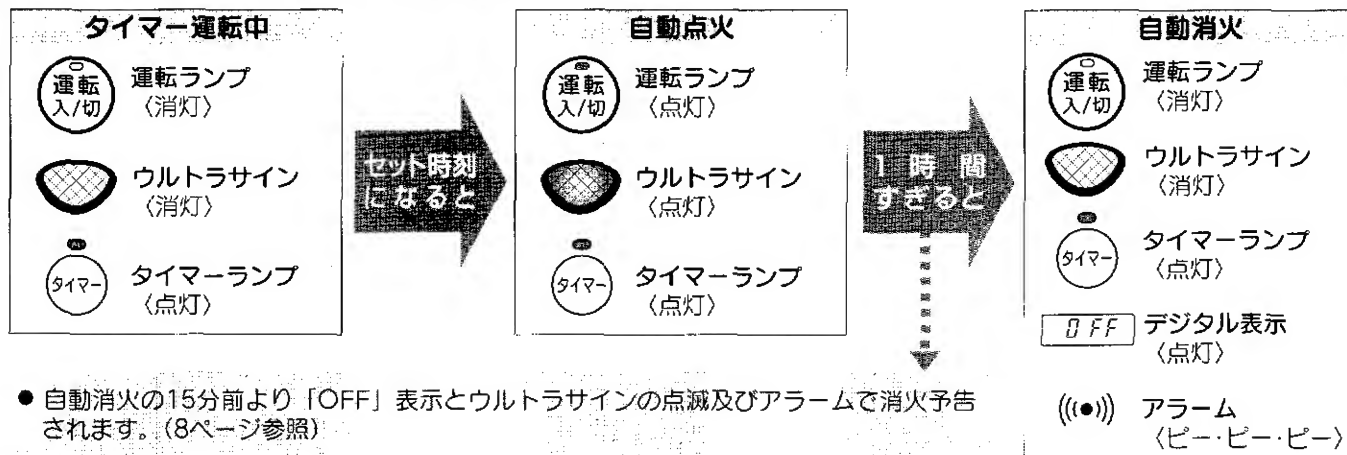 タイマー運転中
運転
入/切
運転ランプ
〈消灯〉
ウルトラサイン
〈消灯〉
タイマー
タイマーランプ
〈点灯〉
セット時刻
になると
自動点火
運転
入/切
運転ランプ
〈点灯〉
ウルトラサイン
〈点灯〉
タイマー
タイマーランプ
〈点灯〉
1時間
すぎると
自動消火
運転
入/切
運転ランプ
〈消灯〉
ウルトラサイン
〈消灯〉
タイマー
タイマーランプ
〈点灯〉
OFF
デジタル表示
〈点灯〉
アラーム
〈ピー・ピー・ピー〉
● 自動消火の15分前より「OFF」表示とウルトラサインの点滅及びアラームで消火予告
されます。(8ページ参照)